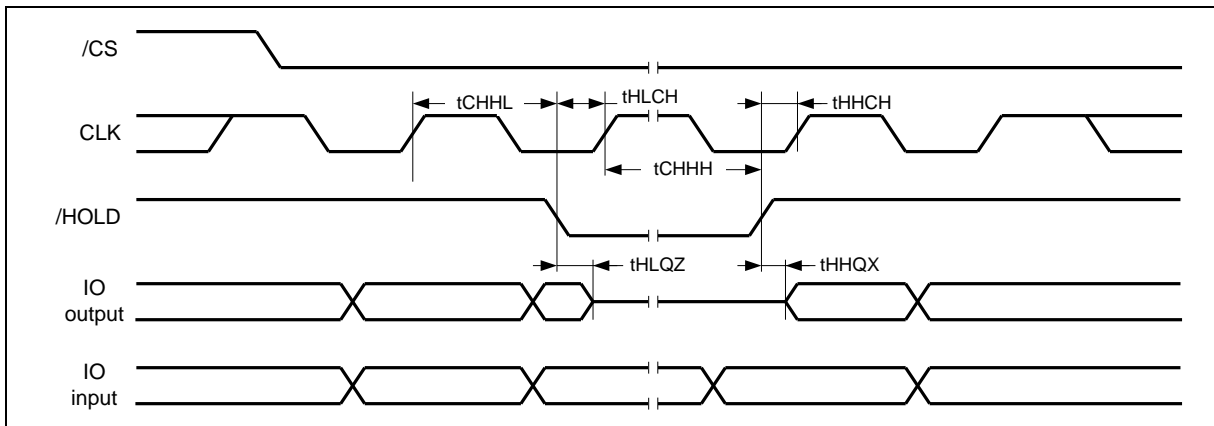 /CS
tCHHL
tHLCH
tHHCH
CLK
tCHHH
/HOLD
tHLQZ
tHHQX
IO
output
IO
input